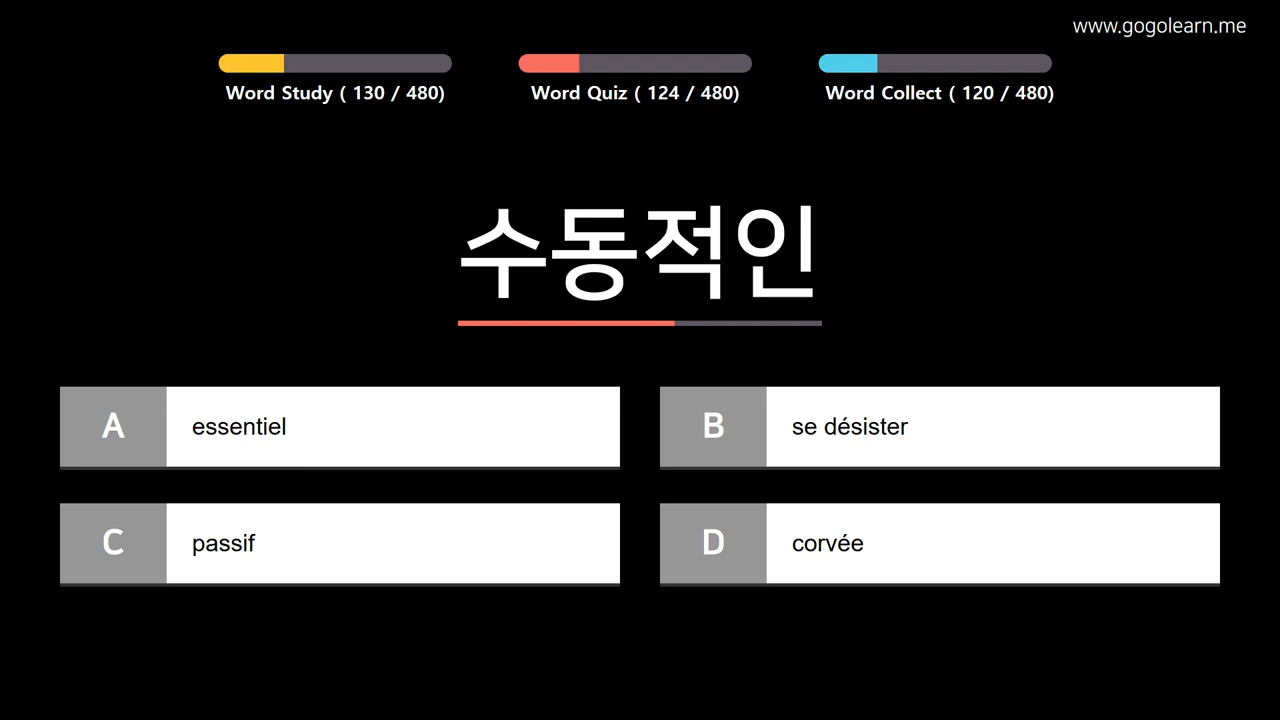 www.gogolearn.me
Word Study ( 130 / 480)
Word Quiz ( 124 / 480)
Word Collect ( 120 / 480)
수동적인
A essentiel
B se désister
C passif
D corvée